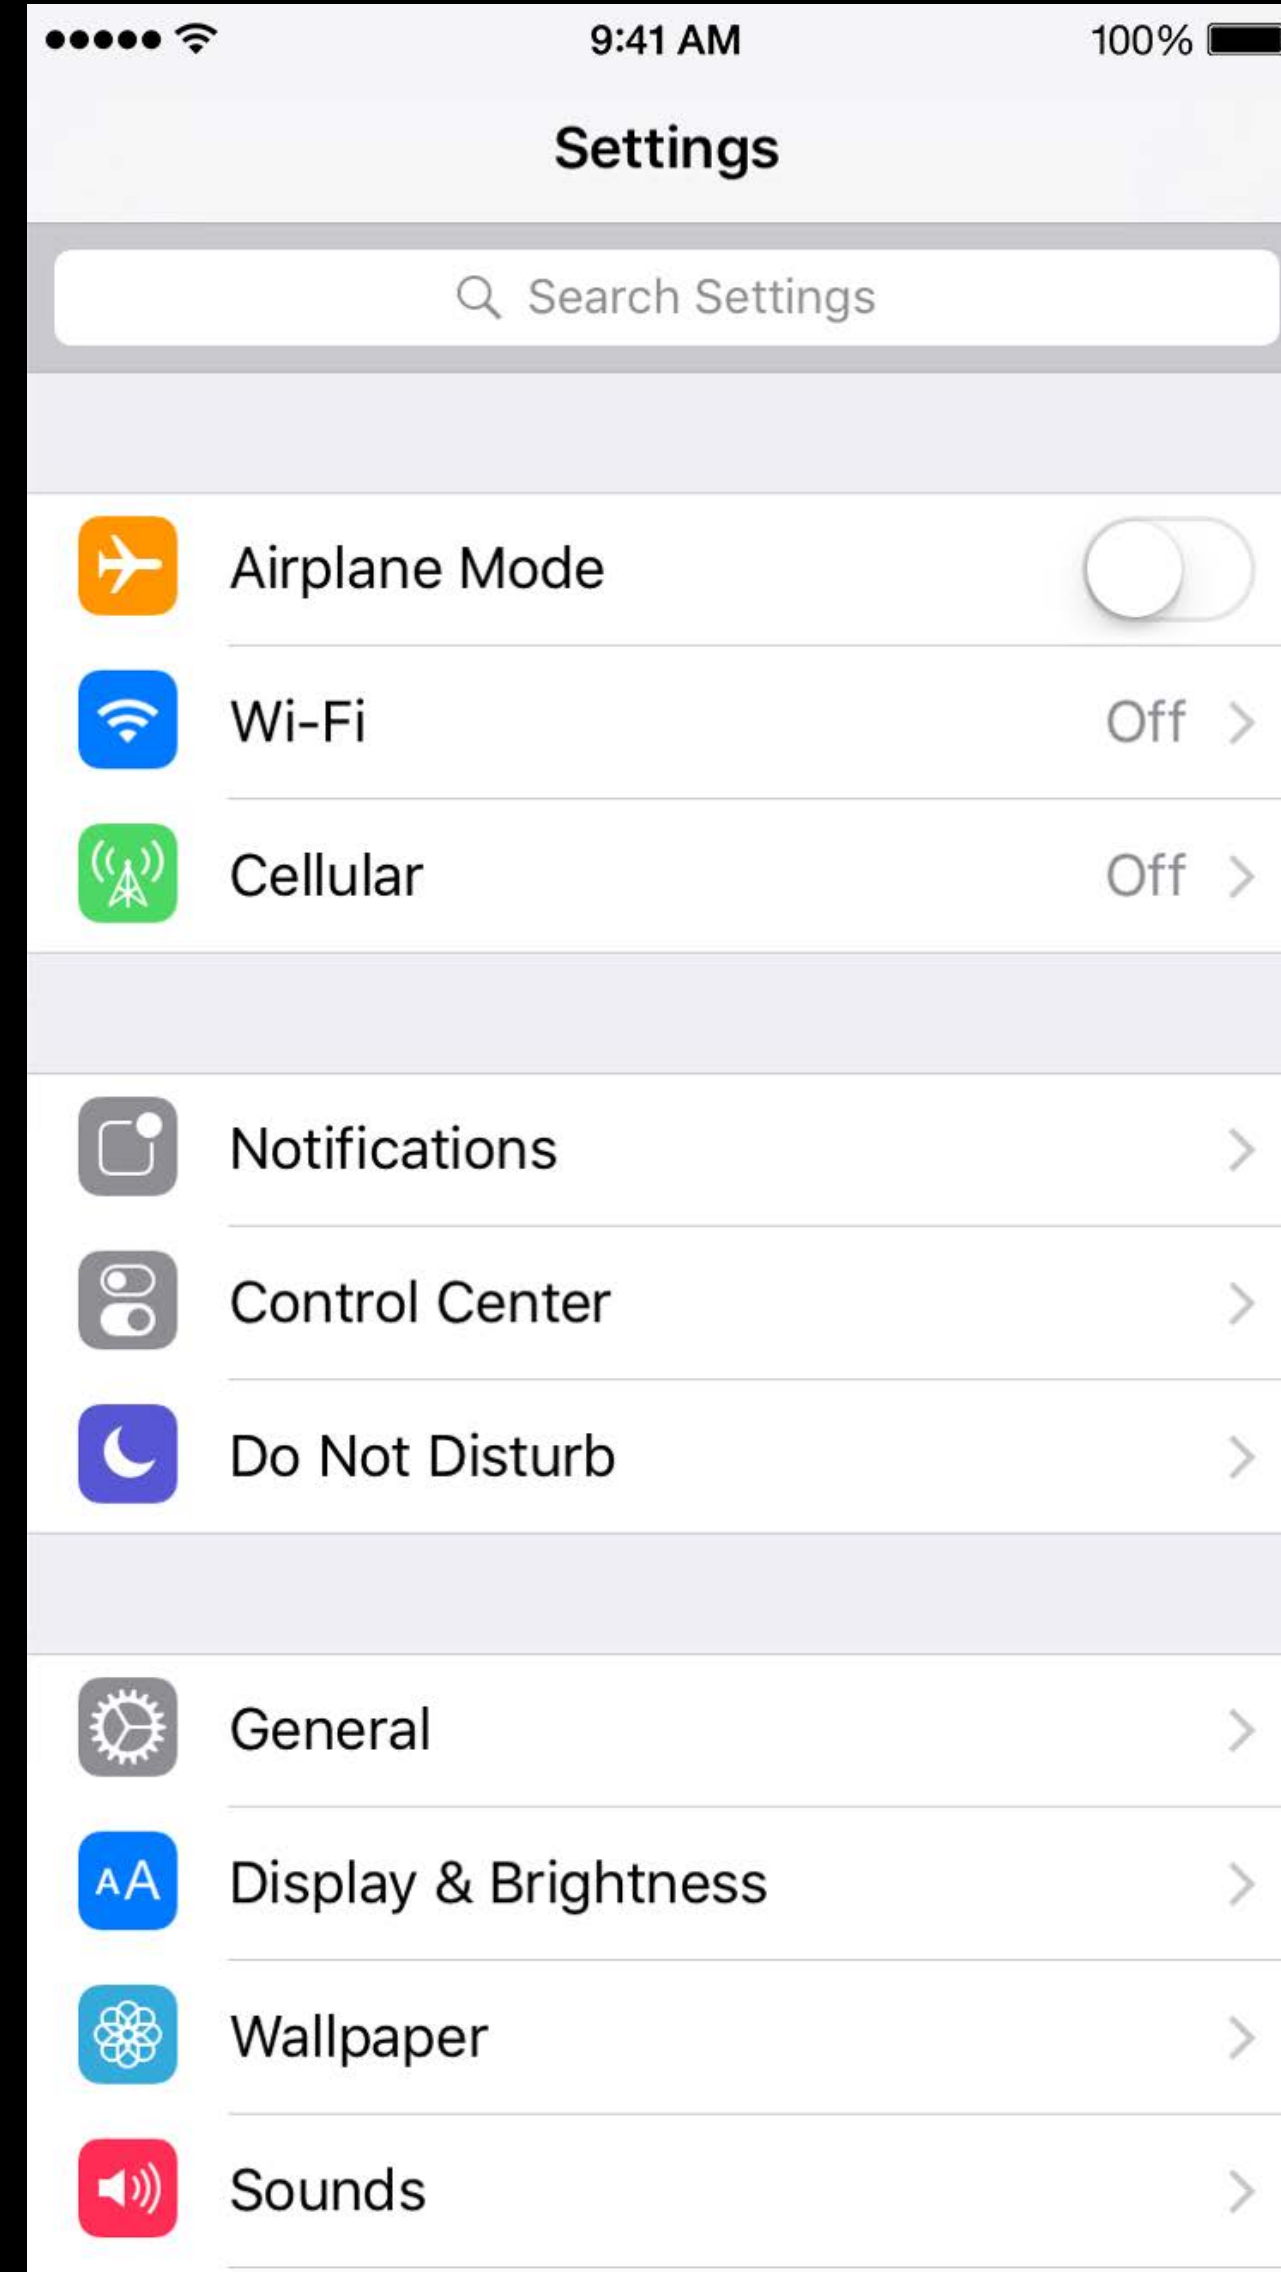 9:41 AM 100%
Settings
Search Settings
Airplane Mode
Wi-Fi Off
Cellular Off
Notifications
Control Center
Do Not Disturb
General
AA Display & Brightness
Wallpaper
Sounds